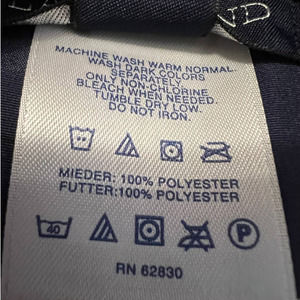 MACHINE WASH WARM NORMAL.
WASH DARK COLORS
SEPARATELY.
ONLY NON-CHLORINE
BLEACH WHEN NEEDED.
TUMBLE DRY LOW.
DO NOT IRON.
MIEDER: 100% POLYESTER
FUTTER:100% POLYESTER
40
P
RN 62830